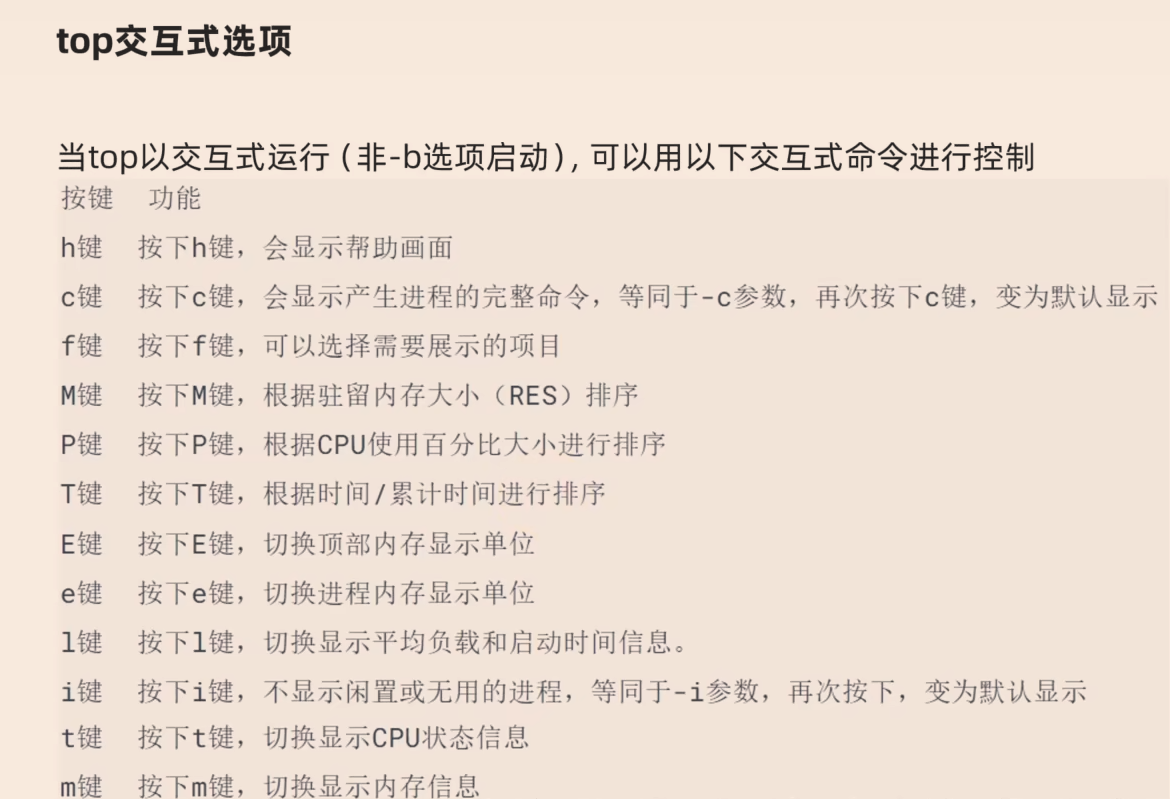 top交互式选项
当top以交互式运行（非-b选项启动），可以用以下交互式命令进行控制
按键 功能
h键 按下h键，会显示帮助画面
c键 按下c键，会显示产生进程的完整命令，等同于-c参数，再次按下c键，变为默认显示
f键 按下f键，可以选择需要展示的项目
M键 按下M键，根据驻留内存大小（RES）排序
P键 按下P键，根据CPU使用百分比大小进行排序
T键 按下T键，根据时间/累计时间进行排序
E键 按下E键，切换顶部内存显示单位
e键 按下e键，切换进程内存显示单位
l键 按下l键，切换显示平均负载和启动时间信息。
i键 按下i键，不显示闲置或无用的进程，等同于-i参数，再次按下，变为默认显示
t键 按下t键，切换显示CPU状态信息
m键 按下m键，切换显示内存信息